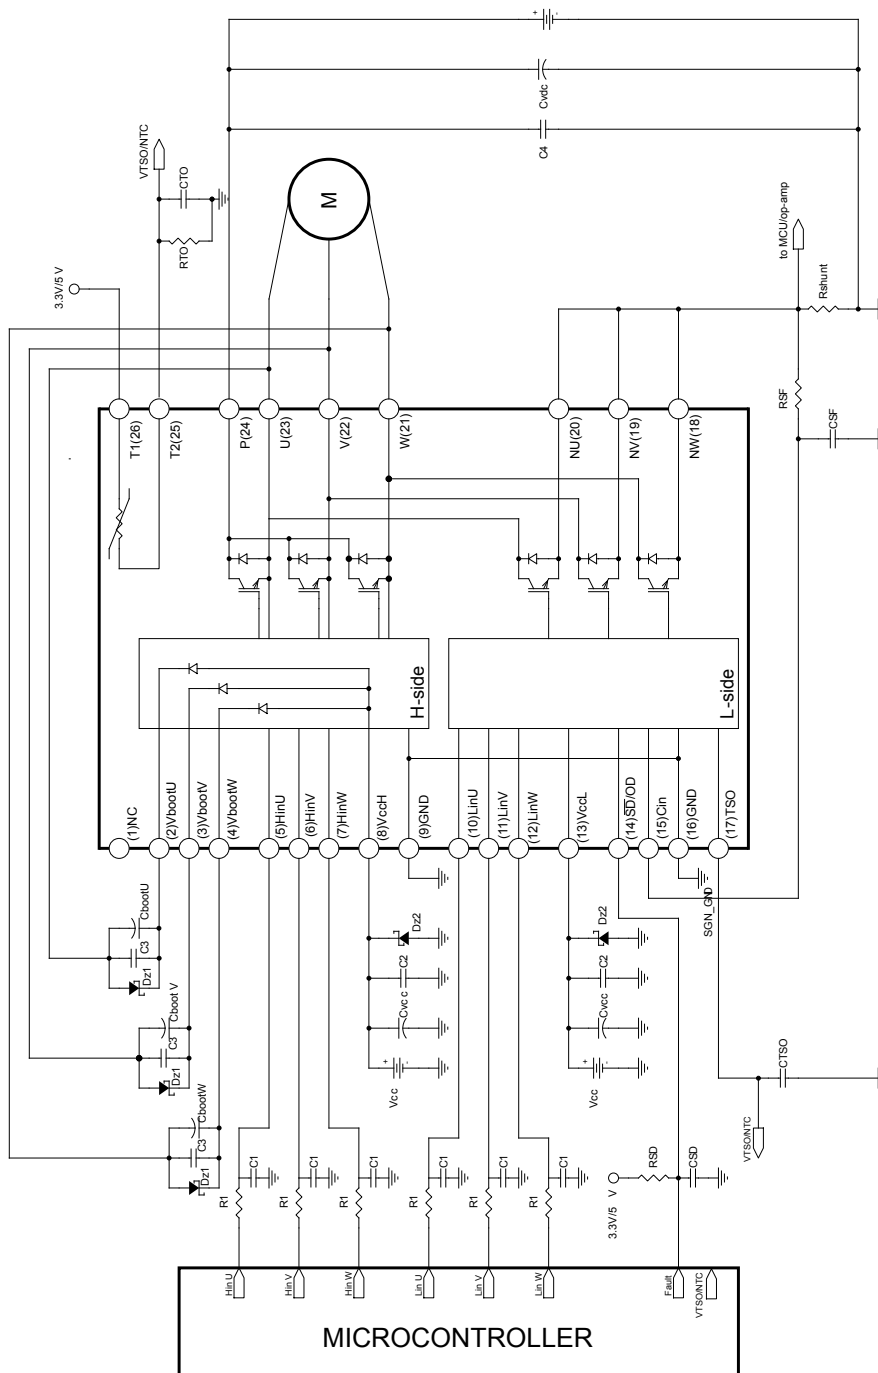 + -
Cvdc
C4
VTSO/NTC
CTO
RTO
M
3.3V/5 V
to MCU/op-amp
Rshunt
RSF
CSF
T1(26)
T2(25)
P(24)
U(23)
V(22)
W(21)
NU(20)
NV(19)
NW(18)
H-side
L-side
(1)NC
(2)VbootU
(3)VbootV
(4)VbootW
(5)HinU
(6)HinV
(7)HinW
(8)VccH
(9)GND
(10)LinU
(11)LinV
(12)LinW
(13)VccL
(14)SD/OD
(15)Cin
(16)GND
(17)TSO
SGN_GND
CbootU
C3
Dz1
Cboot V
C3
Dz1
CbootW
C3
Dz1
Dz2
C2
Cvcc
+ -
Vcc
Dz2
C2
Cvcc
+ -
Vcc
CTSO
VTSO/NTC
R1
C1
R1
C1
R1
C1
R1
C1
R1
C1
R1
C1
3.3V/5 V
RSD
CSD
Hin U
Hin V
Hin W
Lin U
Lin V
Lin W
Fault
VTSO/NTC
MICROCONTROLLER